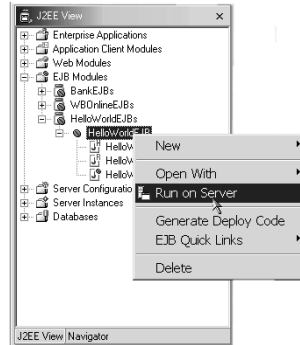 J2EE View
Enterprise Applications
Application Client Modules
Web Modules
EJB Modules
BankEJBs
WBOnlineEJBs
HelloWorldEJBs
HelloWorldEJB
New
Open With
Run on Server
Generate Deploy Code
EJB Quick Links
Delete
Server Configuratio
Server Instances
Databases
J2EE View Navigator